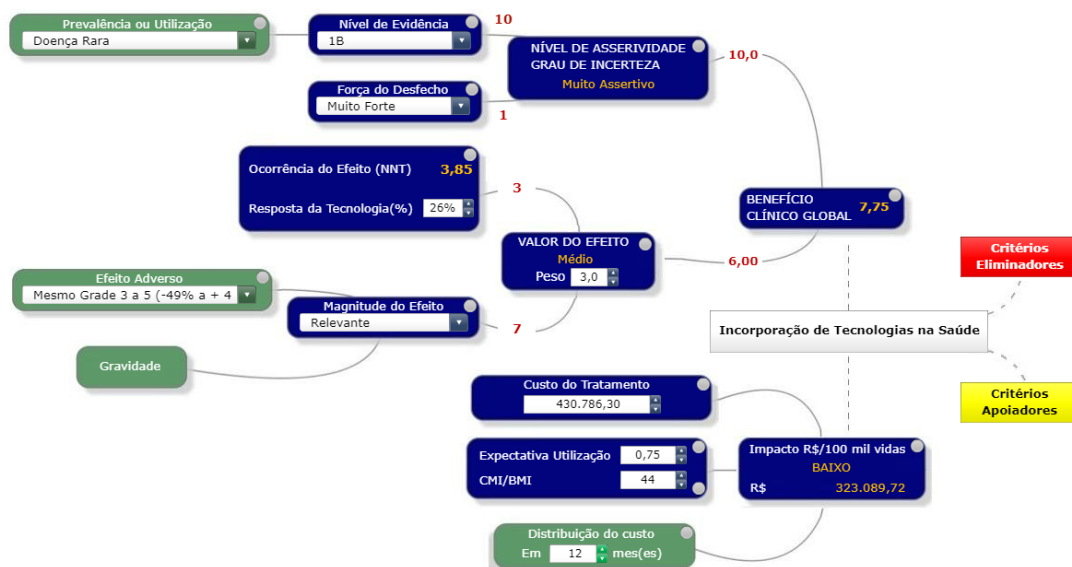 Prevalência ou Utilização
Doença Rara
Nível de Evidência
1B
10
NÍVEL DE ASSERIVIDADE
GRAU DE INCERTEZA
Muito Assertivo
10,0
Força do Desfecho
Muito Forte
1
Ocorrência do Efeito (NNT) 3,85
Resposta da Tecnologia(%) 26%
3
BENEFÍCIO
CLÍNICO GLOBAL 7,75
VALOR DO EFEITO
Médio
Peso 3,0
6,00
Critérios
Eliminadores
Efeito Adverso
Mesmo Grade 3 a 5 (-49% a + 4
Magnitude do Efeito
Relevante
7
Incorporação de Tecnologias na Saúde
Gravidade
Custo do Tratamento
430.786,30
Critérios
Apoiadores
Expectativa Utilização 0,75
CMI/BMI 44
Impacto R$/100 mil vidas
BAIXO
R$ 323.089,72
Distribuição do custo
Em 12 mes(es)